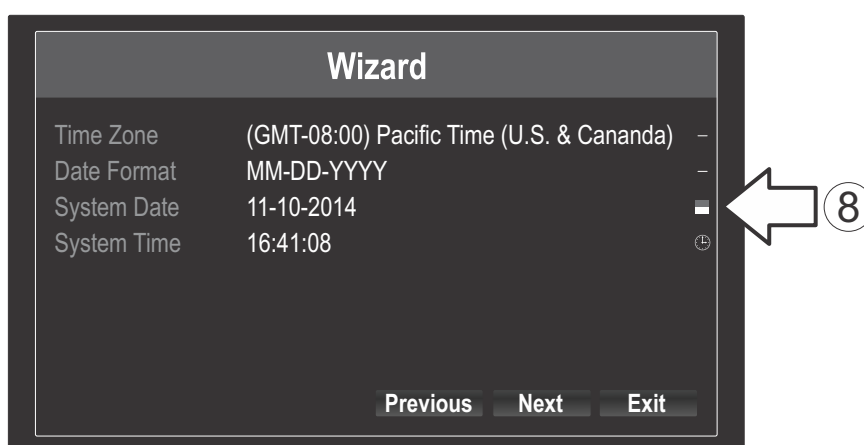 Wizard
Time Zone (GMT-08:00) Pacific Time (U.S. & Cananda) –
Date Format MM-DD-YYYY –
System Date 11-10-2014
System Time 16:41:08
8
Previous Next Exit